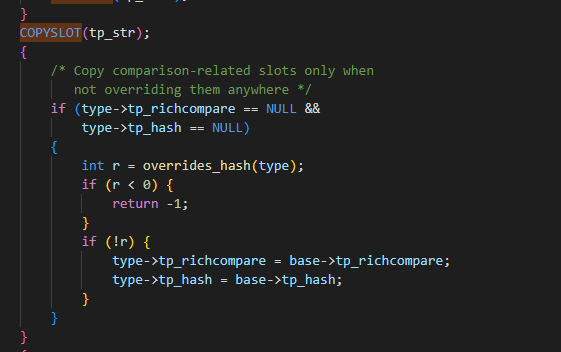 }
COPYSLOT(tp_str);
{
/* Copy comparison-related slots only when
not overriding them anywhere */
if (type->tp_richcompare == NULL &&
type->tp_hash == NULL)
{
int r = overrides_hash(type);
if (r < 0) {
return -1;
}
if (!r) {
type->tp_richcompare = base->tp_richcompare;
type->tp_hash = base->tp_hash;
}
}
}